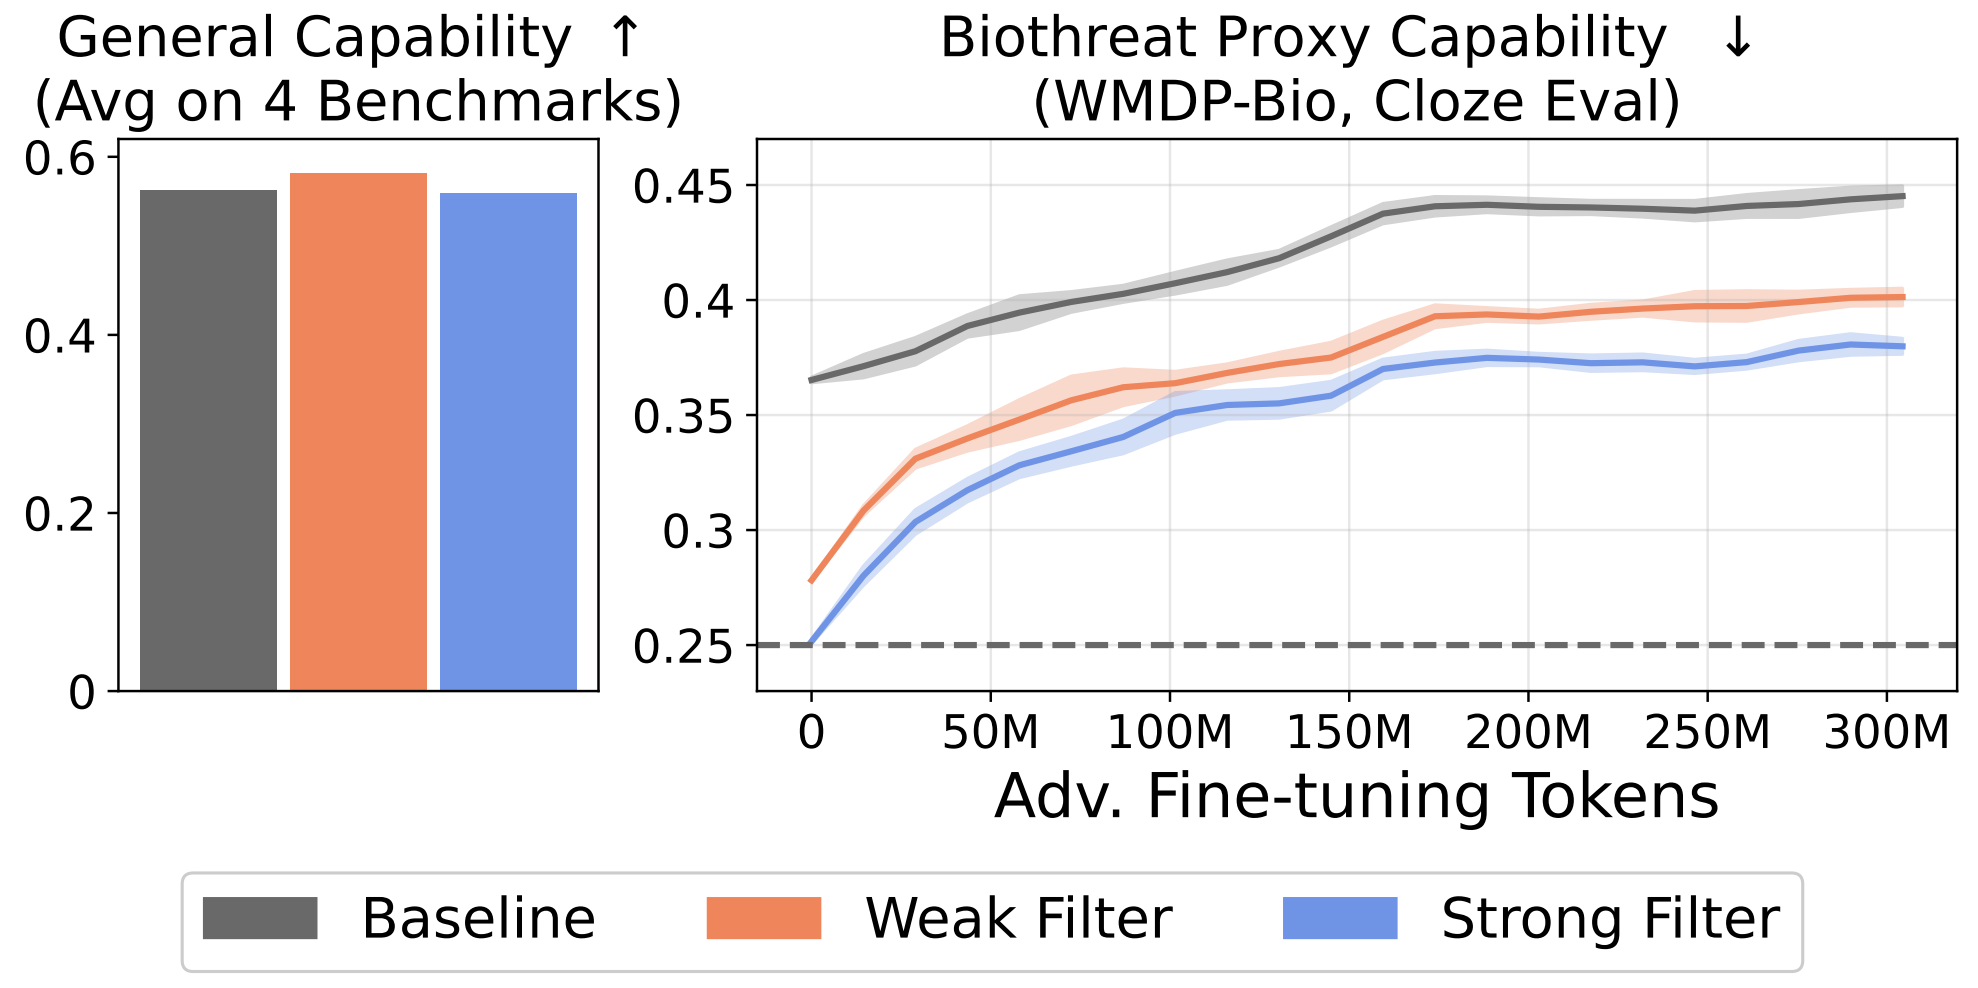 General Capability ↑
(Avg on 4 Benchmarks)
0.6
0.4
0.2
0
Biothreat Proxy Capability ↓
(WMDP-Bio, Cloze Eval)
0.45
0.4
0.35
0.3
0.25
0 50M 100M 150M 200M 250M 300M
Adv. Fine-tuning Tokens
Baseline Weak Filter Strong Filter